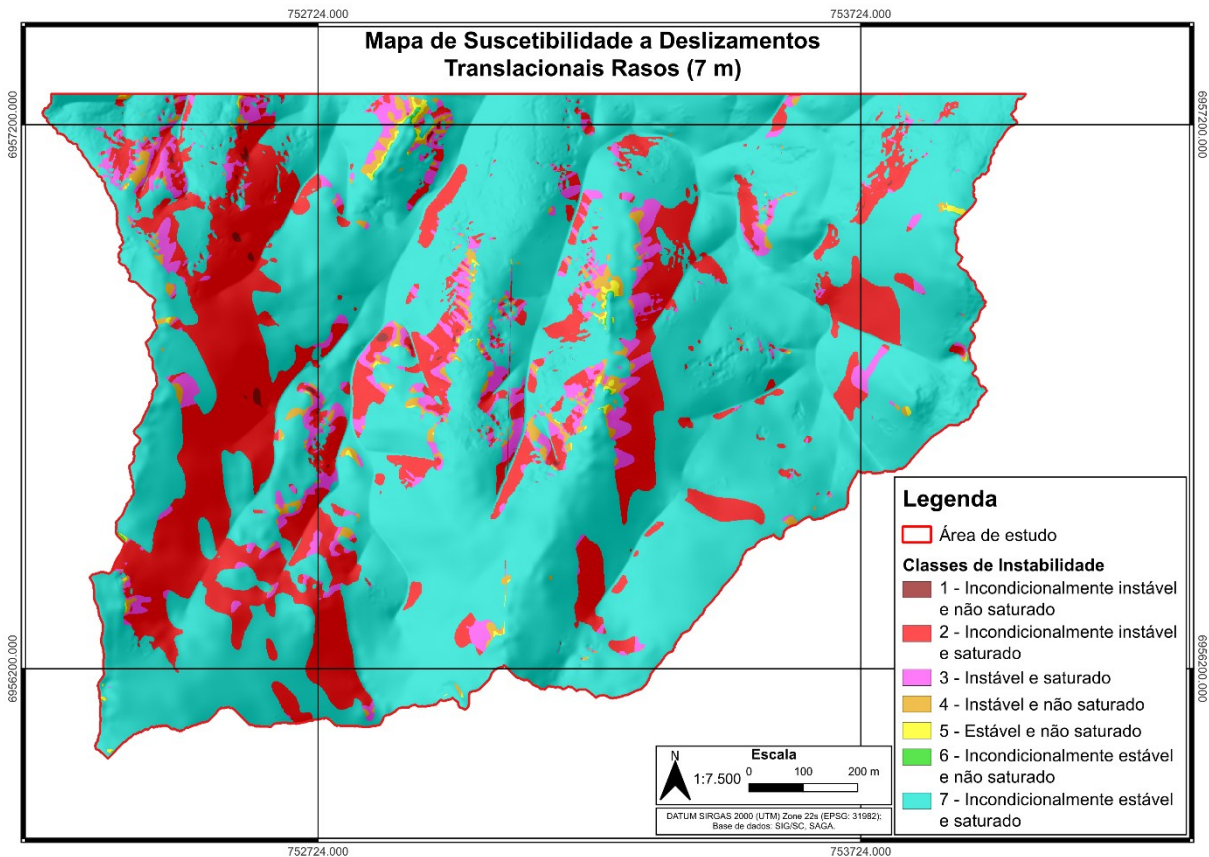 752724.000
753724.000
Mapa de Suscetibilidade a Deslizamentos
Translacionais Rasos (7 m)
6957200.000
6957200.000
6956200.000
6956200.000
Legenda
Área de estudo
Classes de Instabilidade
1 - Incondicionalmente instável
e não saturado
2 - Incondicionalmente instável
e saturado
3 - Instável e saturado
4 - Instável e não saturado
5 - Estável e não saturado
6 - Incondicionalmente estável
e não saturado
7 - Incondicionalmente estável
e saturado
N
Escala
1:7.500
0 100 200 m
DATUM SIRGAS 2000 (UTM) Zone 22s (EPSG: 31982);
Base de dados: SIG/SC, SAGA.
752724.000
753724.000